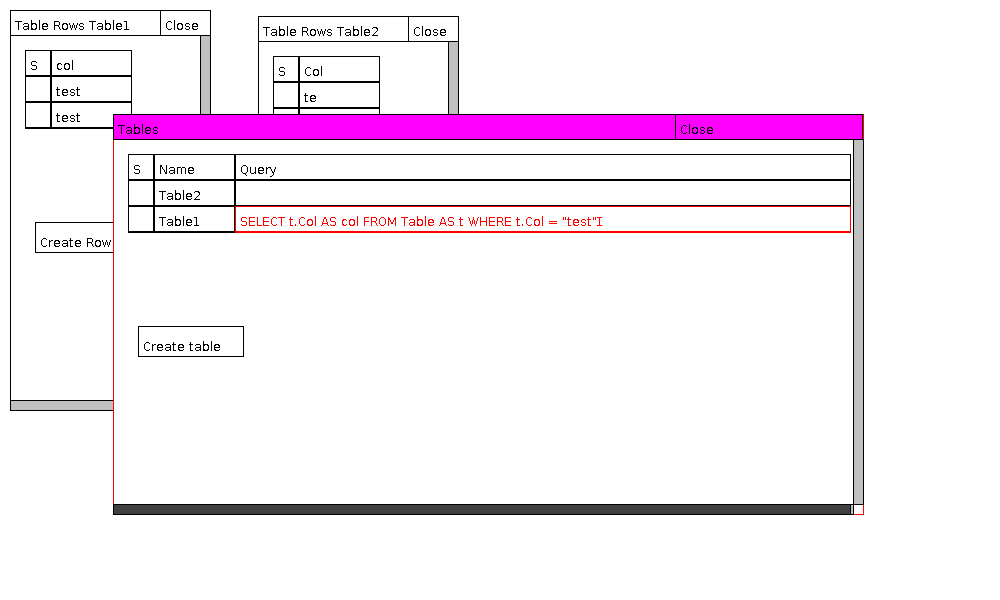 Table Rows Table1 Close
S col
test
test
Create Row
Table Rows Table2 Close
S Col
te
Tables Close
S Name Query
Table2
Table1 SELECT t.Col AS col FROM Table AS t WHERE t.Col = "test"
Create table